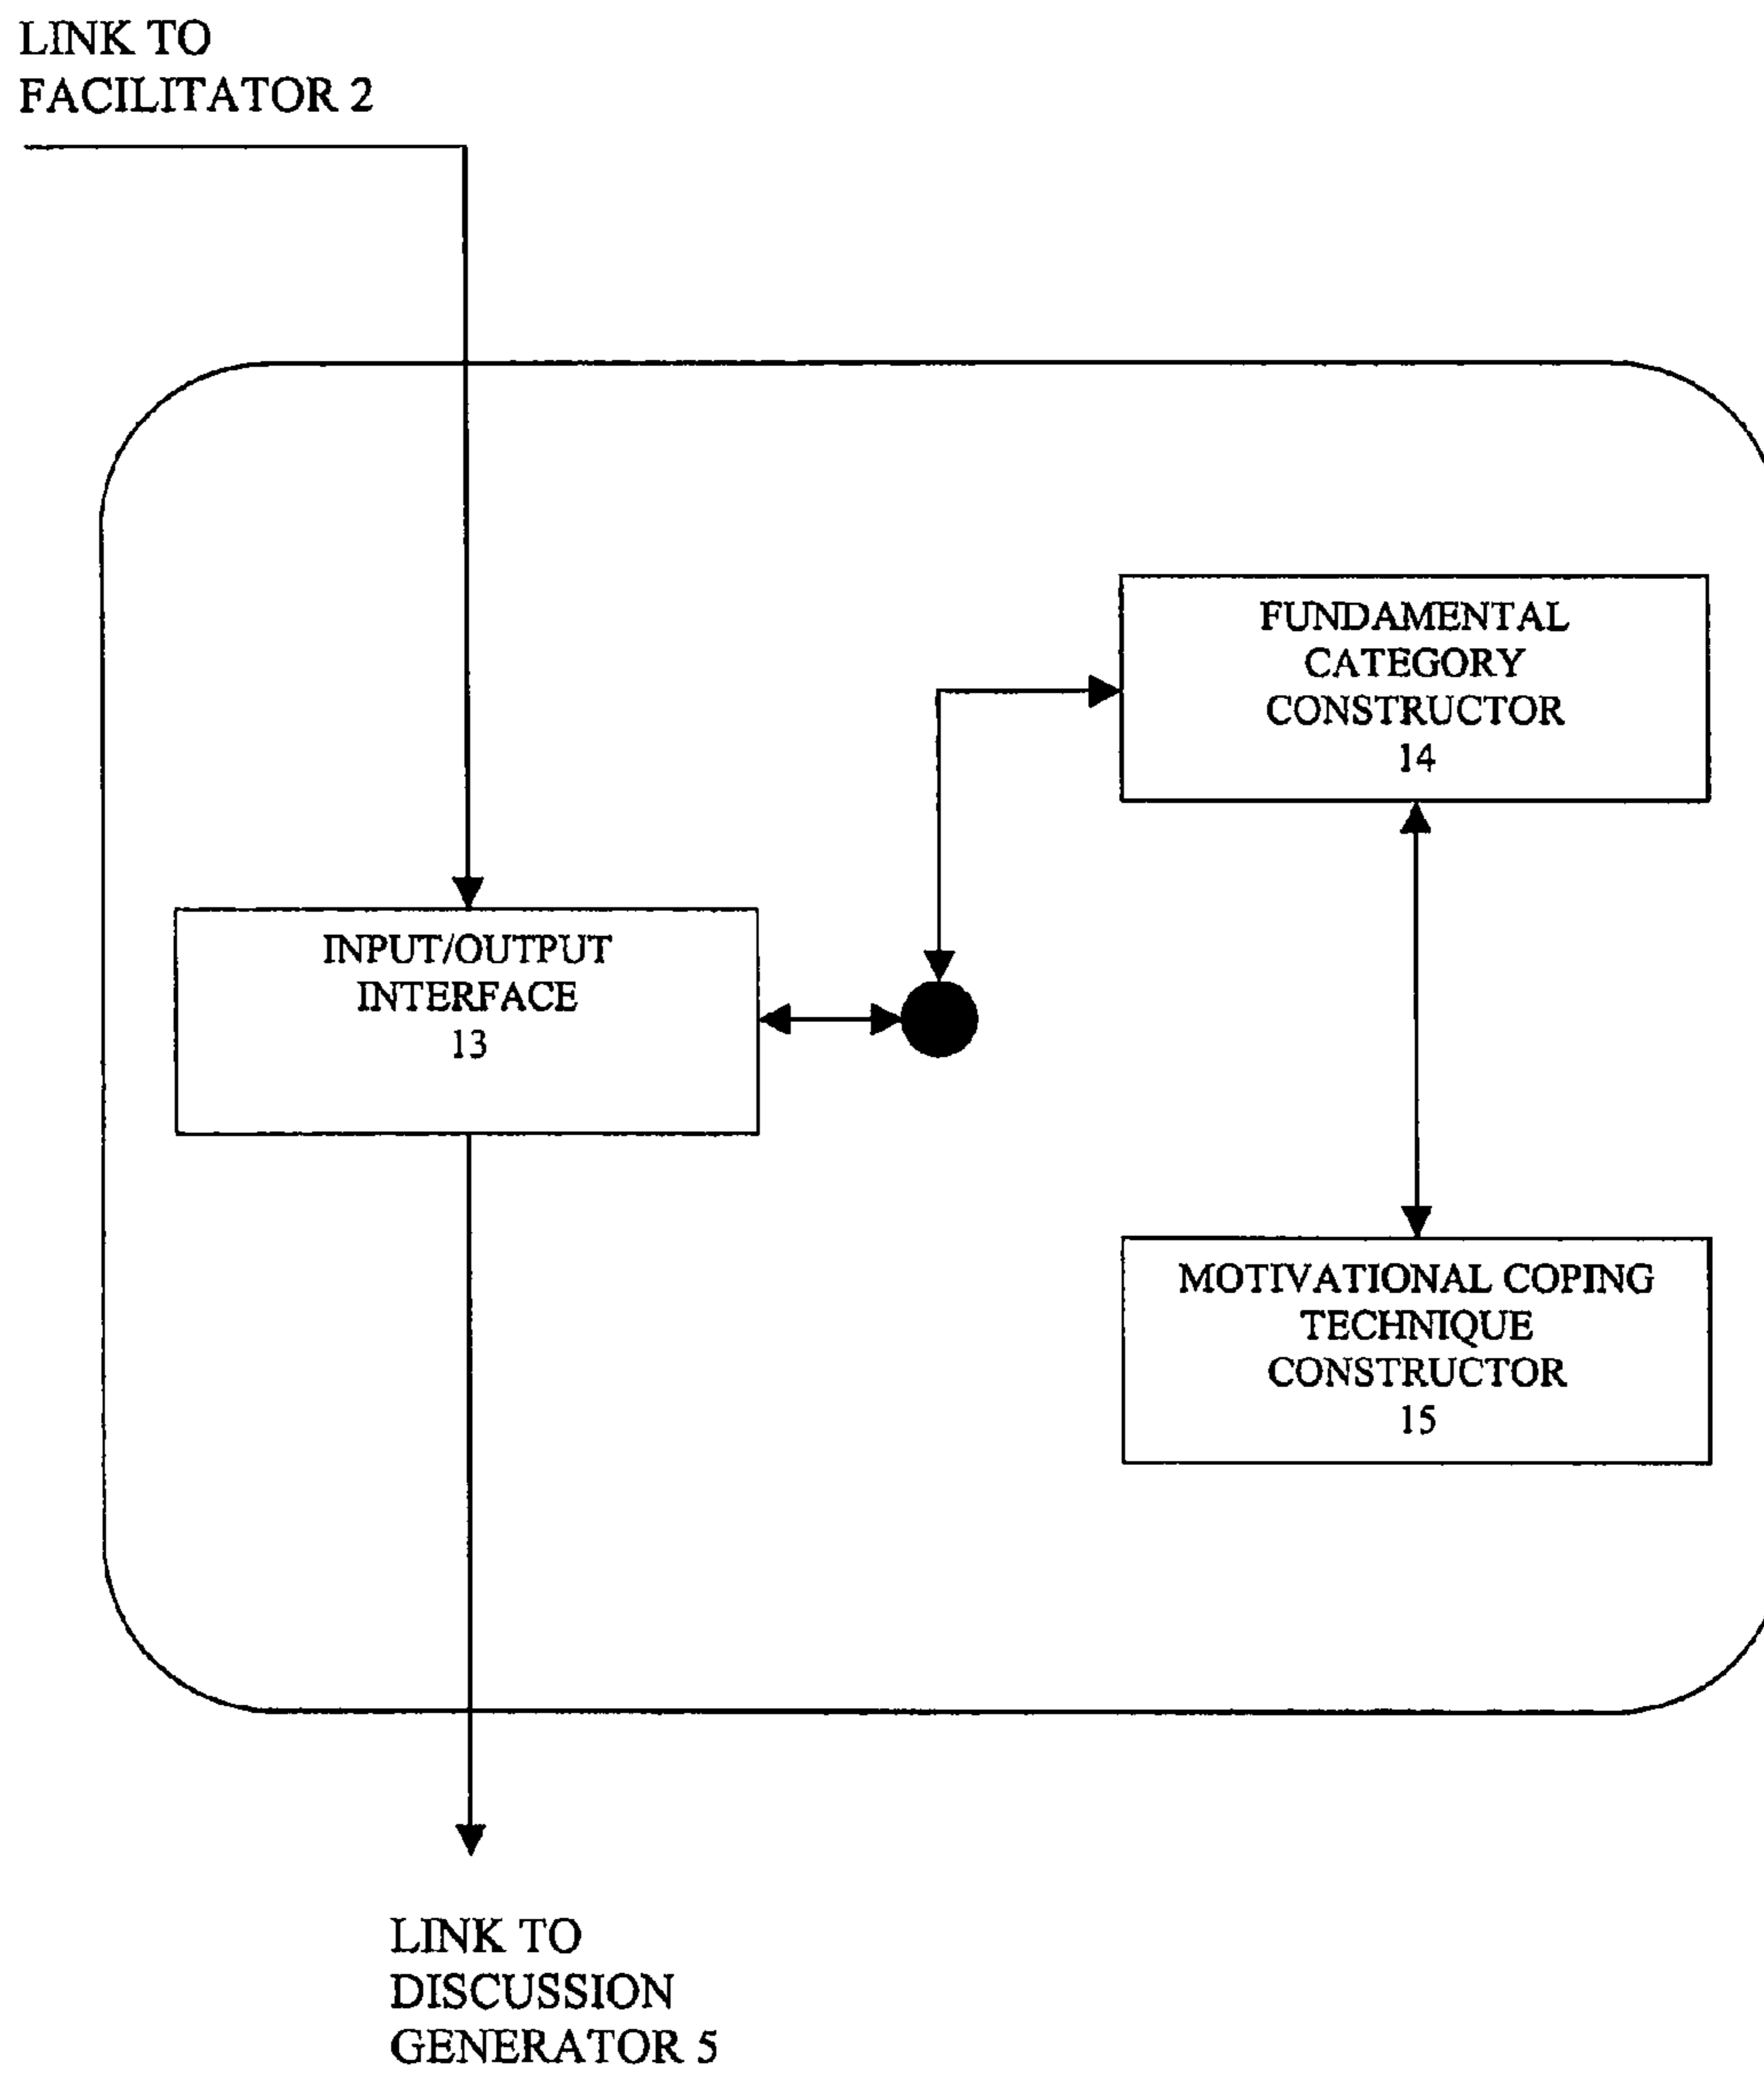 LINK TO
FACILITATOR 2
FUNDAMENTAL
CATEGORY
CONSTRUCTOR
14
INPUT/OUTPUT
INTERFACE
13
MOTIVATIONAL COPING
TECHNIQUE
CONSTRUCTOR
15
LINK TO
DISCUSSION
GENERATOR 5